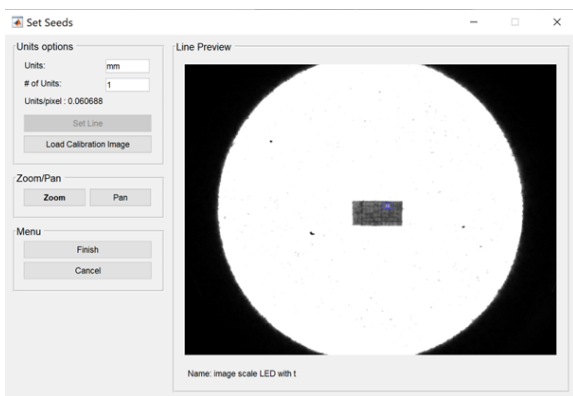 Set Seeds
Units options
Units: mm
# of Units: 1
Units/pixel : 0.060688
Set Line
Load Calibration Image
Zoom/Pan
Zoom Pan
Menu
Finish
Cancel
Line Preview
Name: image scale LED with t